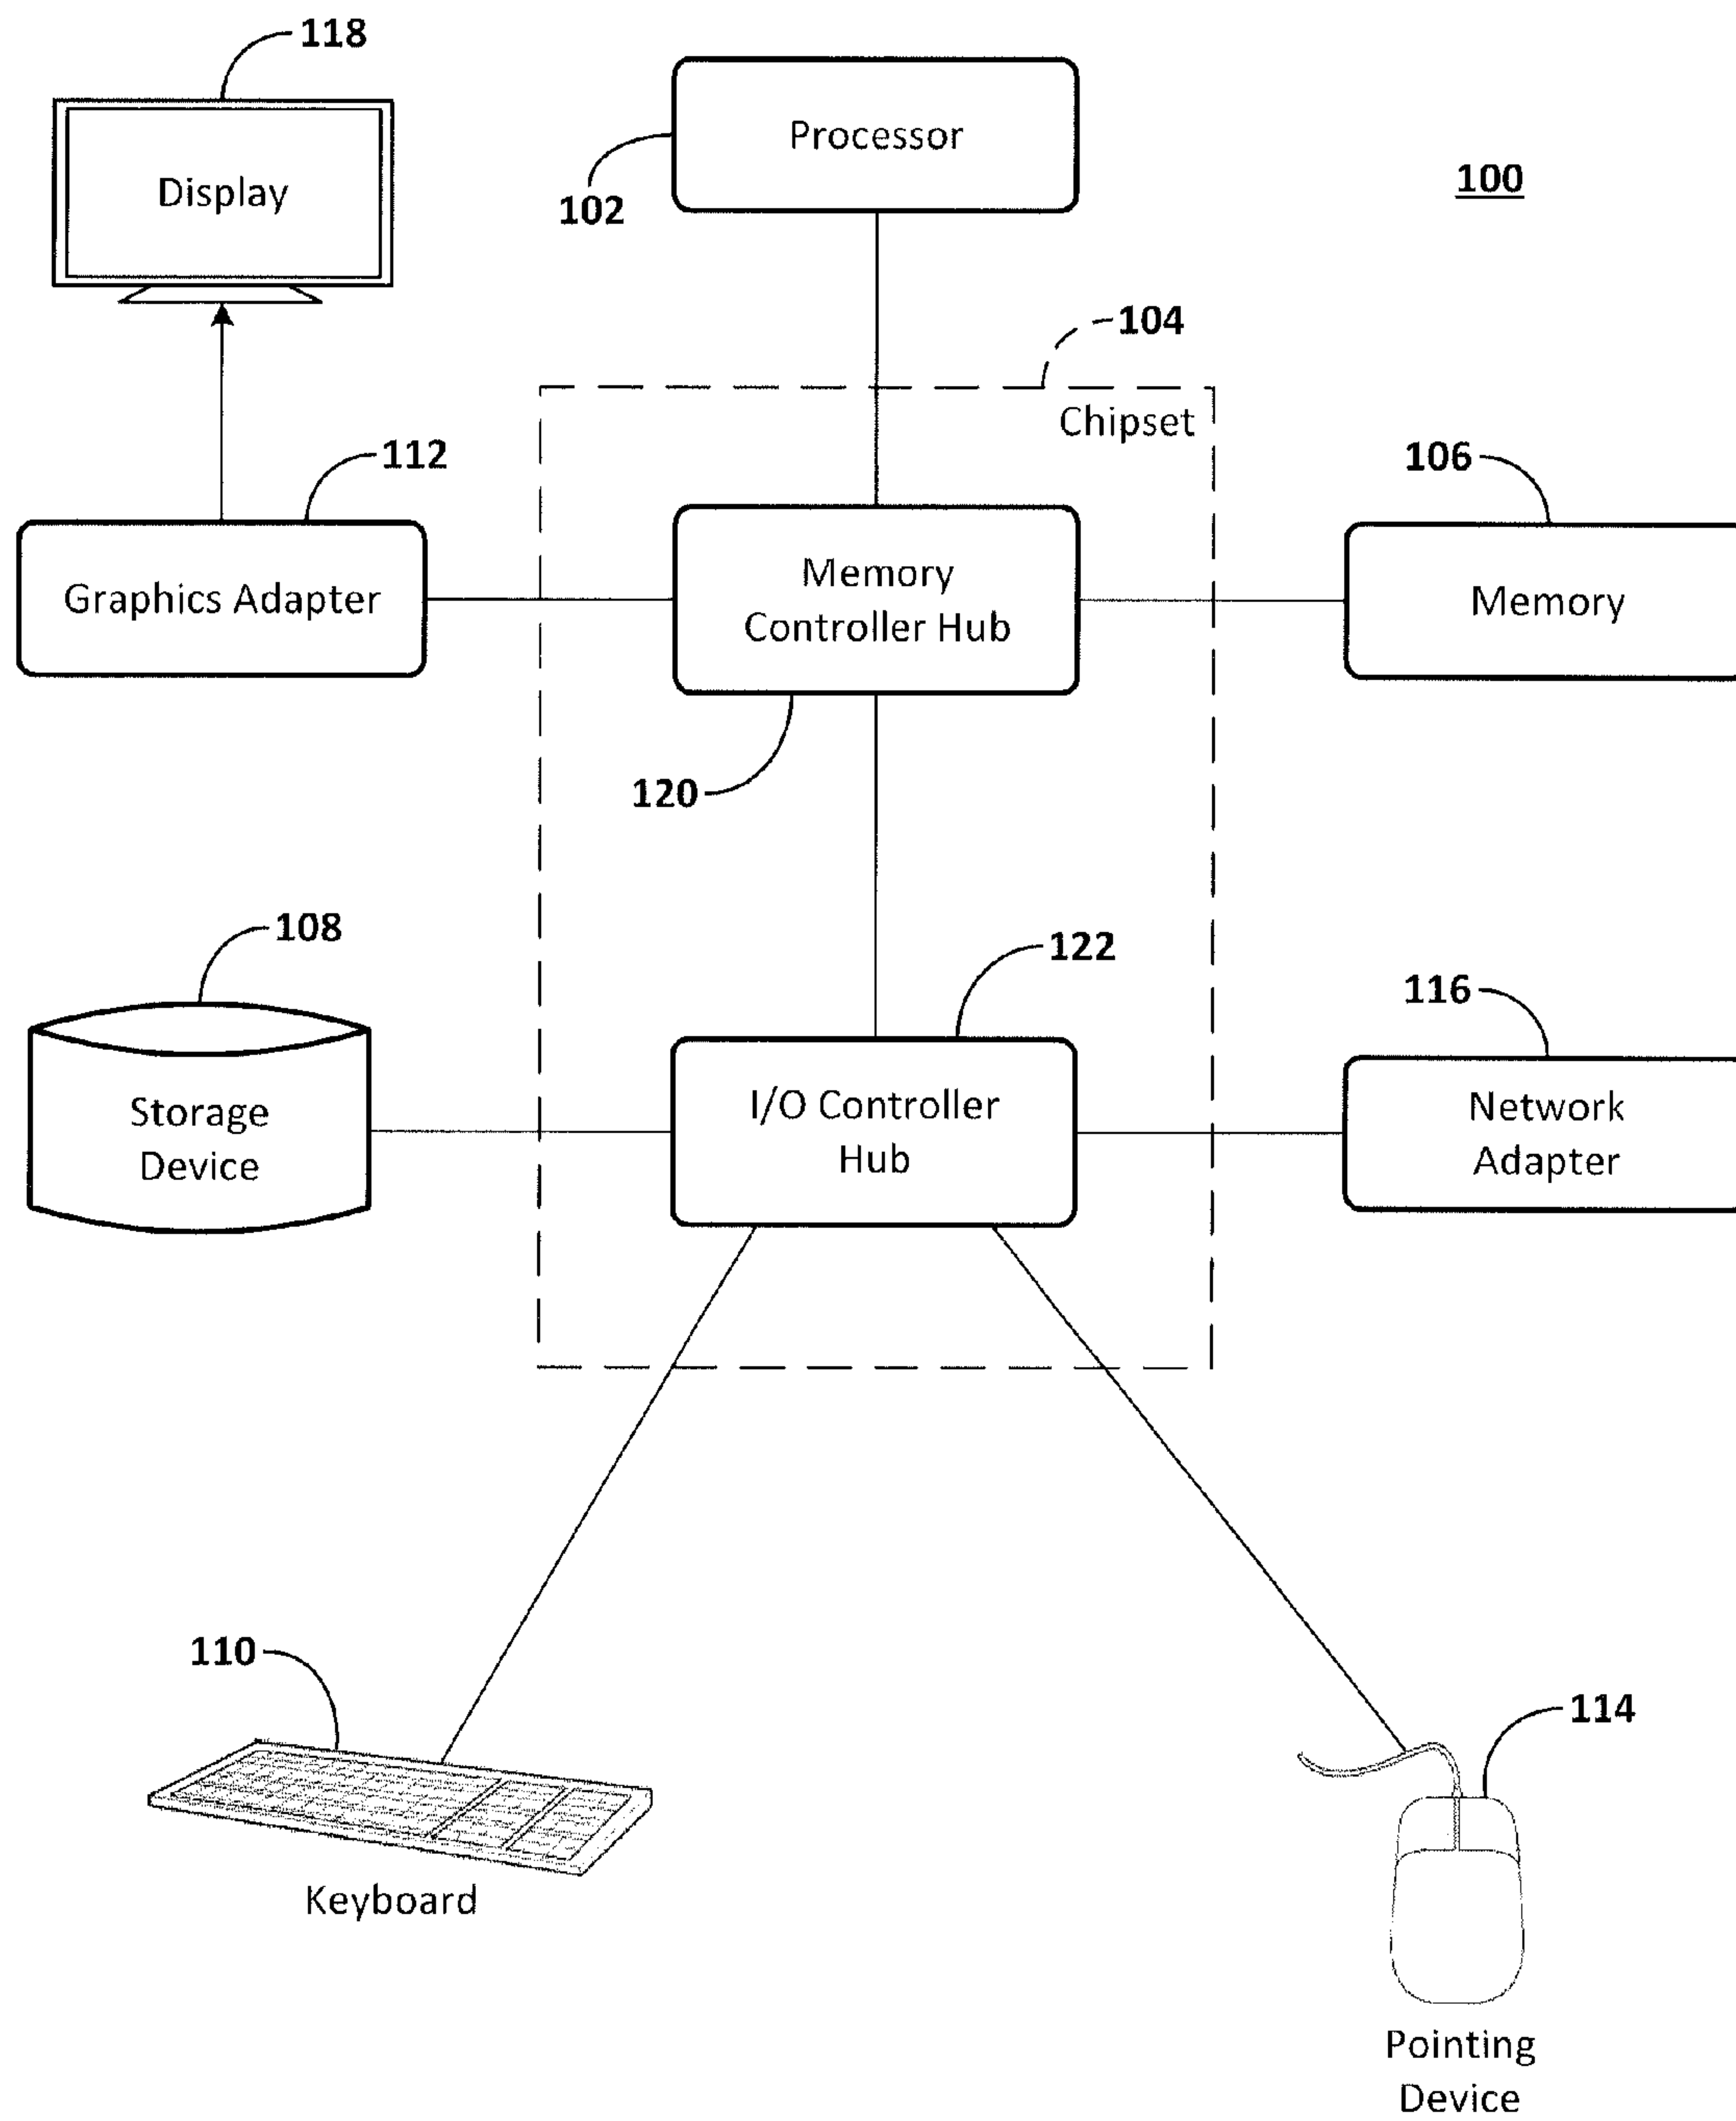 118
Processor
Display
100
102
104
Chipset
112
106
Graphics Adapter
Memory
Controller Hub
Memory
120
108
122
116
Storage
Device
I/O Controller
Hub
Network
Adapter
110
114
Keyboard
Pointing
Device